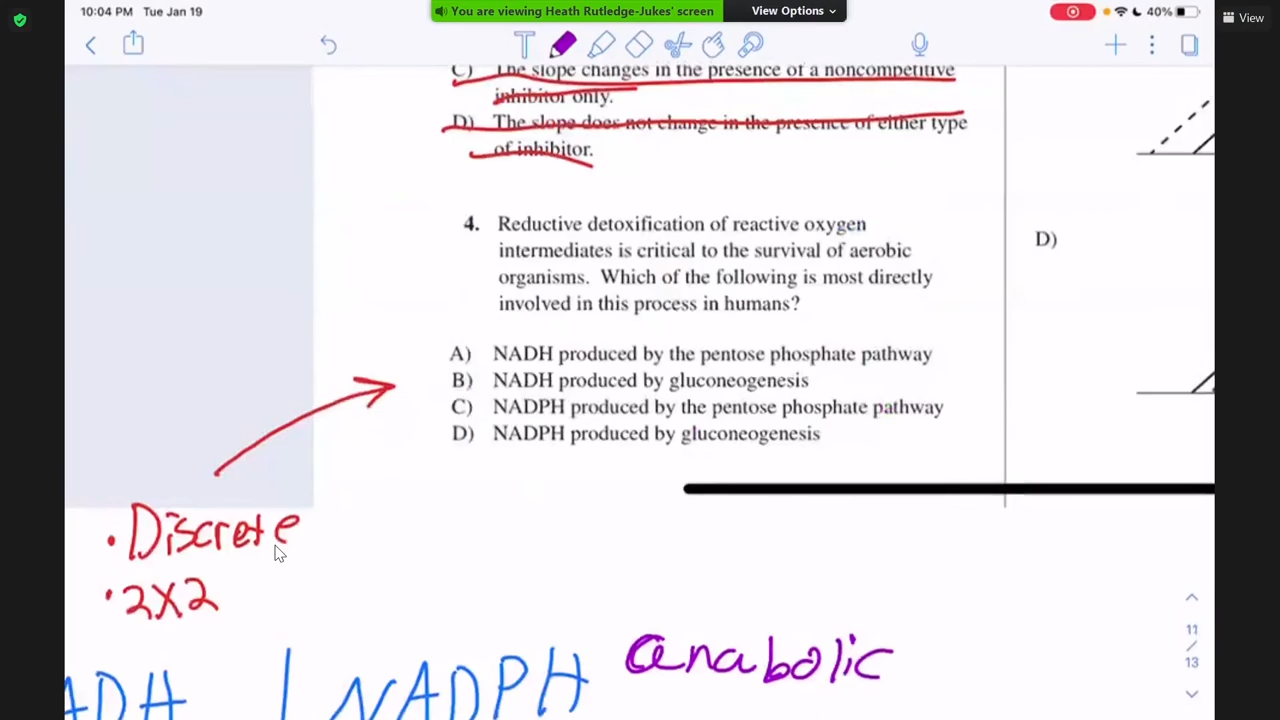 10:04 PM Tue Jan 19
You are viewing Heath Rutledge-Jukes' screen
View Options
40%
View
C) The slope changes in the presence of a noncompetitive
inhibitor only.
D) The slope does not change in the presence of either type
of inhibitor.
4. Reductive detoxification of reactive oxygen
intermediates is critical to the survival of aerobic
organisms. Which of the following is most directly
involved in this process in humans?
D)
A) NADH produced by the pentose phosphate pathway
B) NADH produced by gluconeogenesis
C) NADPH produced by the pentose phosphate pathway
D) NADPH produced by gluconeogenesis
• Discrete
• 2X2
ADH | NADPH anabolic
11
/
13